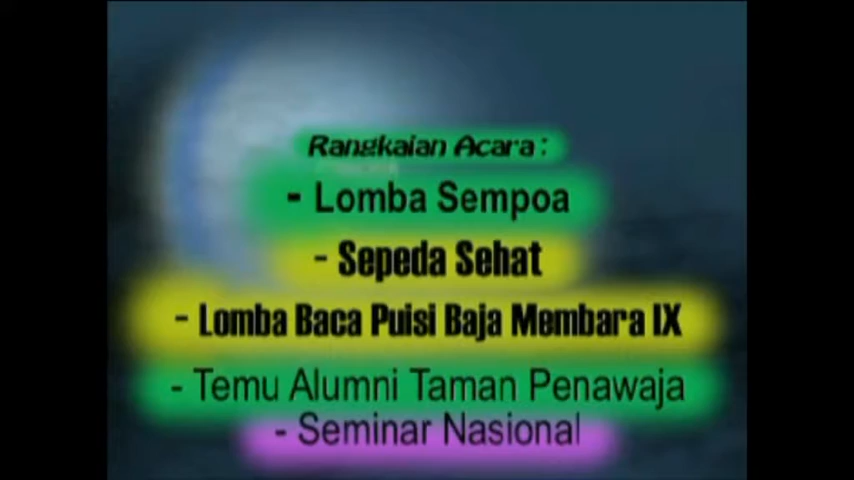 Rangkaian Acara :
- Lomba Sempoa
- Sepeda Sehat
- Lomba Baca Puisi Baja Membara IX
- Temu Alumni Taman Penawaja
- Seminar Nasional